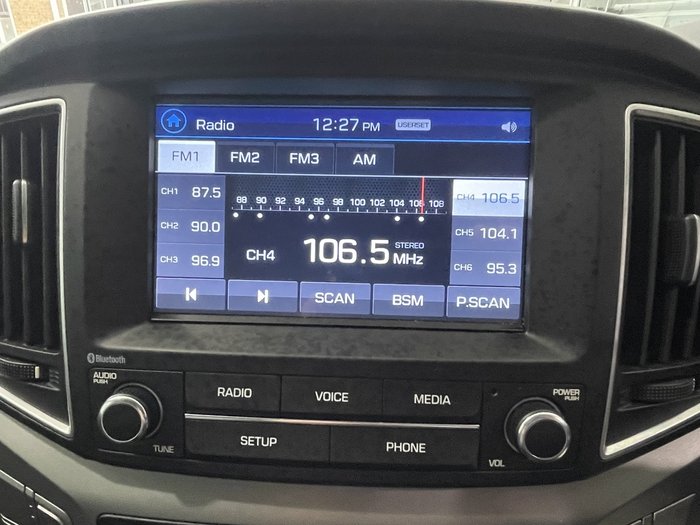 Radio 12:27 PM USERSET
FM1 FM2 FM3 AM
CH1 87.5
CH2 90.0
CH3 96.9
88 90 92 94 96 98 100 102 104 106 108
CH4 106.5 STEREO MHz
CH4 106.5
CH5 104.1
CH6 95.3
SCAN BSM P.SCAN
Bluetooth
AUDIO
PUSH
TUNE
RADIO VOICE MEDIA
SETUP PHONE
POWER
PUSH
VOL